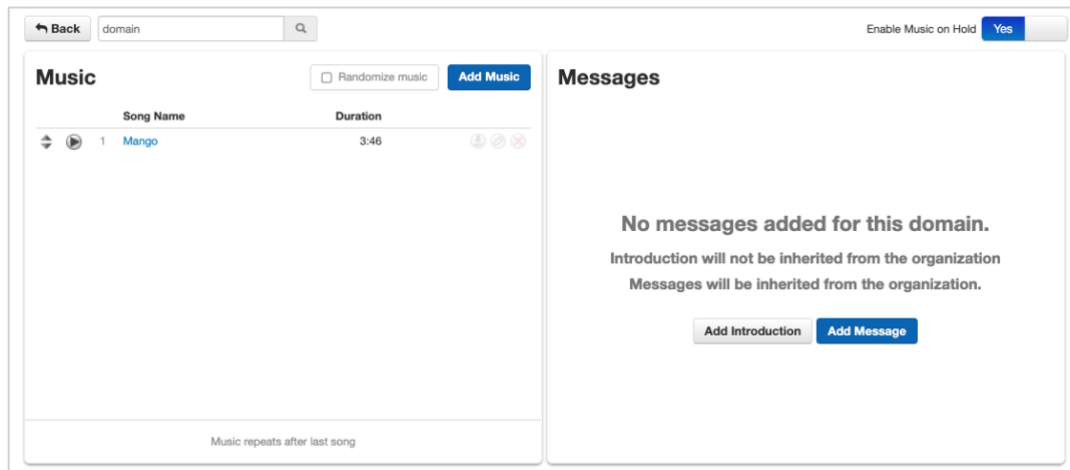 Back domain Enable Music on Hold Yes
Music Randomize music Add Music
Song Name Duration
1 Mango 3:46
Music repeats after last song
Messages
No messages added for this domain.
Introduction will not be inherited from the organization
Messages will be inherited from the organization.
Add Introduction Add Message